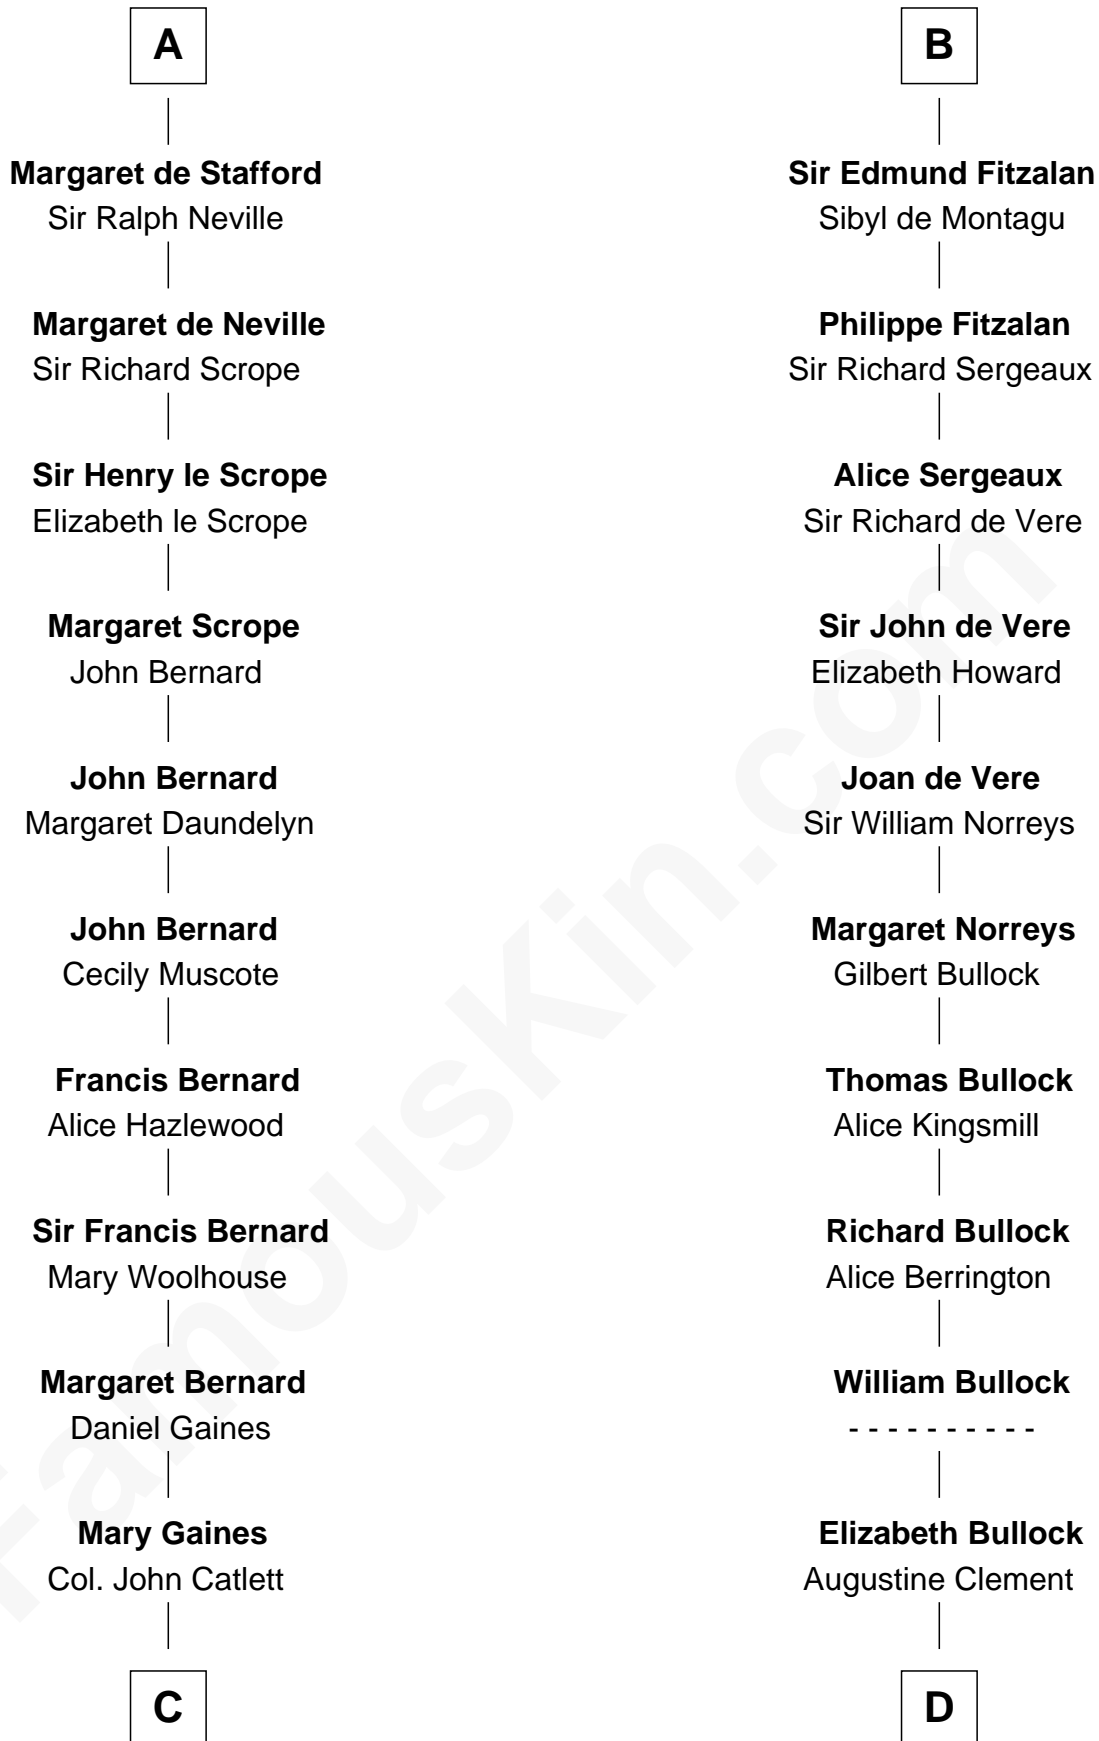 A
Margaret de Stafford
Sir Ralph Neville
Margaret de Neville
Sir Richard Scrope
Sir Henry le Scrope
Elizabeth le Scrope
Margaret Scrope
John Bernard
John Bernard
Margaret Daundelyn
John Bernard
Cecily Muscote
Francis Bernard
Alice Hazlewood
Sir Francis Bernard
Mary Woolhouse
Margaret Bernard
Daniel Gaines
Mary Gaines
Col. John Catlett
C
B
Sir Edmund Fitzalan
Sibyl de Montagu
Philippe Fitzalan
Sir Richard Sergeaux
Alice Sergeaux
Sir Richard de Vere
Sir John de Vere
Elizabeth Howard
Joan de Vere
Sir William Norreys
Margaret Norreys
Gilbert Bullock
Thomas Bullock
Alice Kingsmill
Richard Bullock
Alice Berrington
William Bullock
- - - - - - - - - -
Elizabeth Bullock
Augustine Clement
D
FamousKin.com